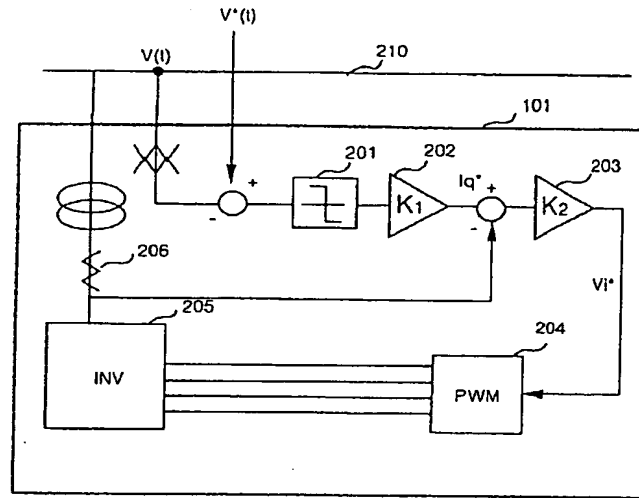 V*(t)
V(t)
210
101
201
202
203
+
-
K1
Iq*
+
-
K2
206
Vi*
205
204
INV
PWM